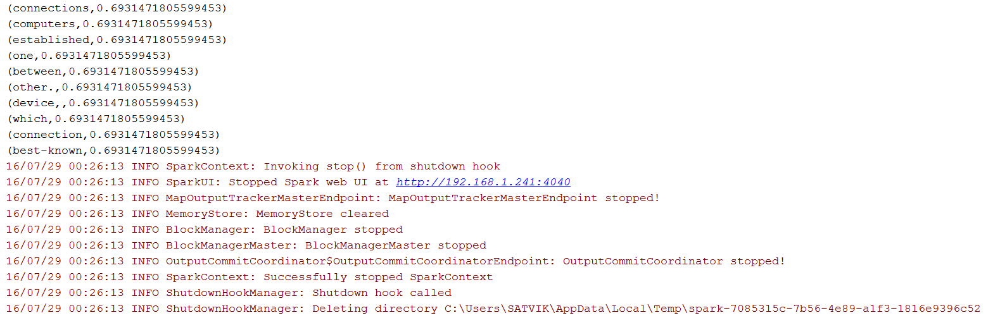 (connections,0.6931471805599453)
(computers,0.6931471805599453)
(established,0.6931471805599453)
(one,0.6931471805599453)
(between,0.6931471805599453)
(other.,0.6931471805599453)
(device,,0.6931471805599453)
(which,0.6931471805599453)
(connection,0.6931471805599453)
(best-known,0.6931471805599453)
16/07/29 00:26:13 INFO SparkContext: Invoking stop() from shutdown hook
16/07/29 00:26:13 INFO SparkUI: Stopped Spark web UI at http://192.168.1.241:4040
16/07/29 00:26:13 INFO MapOutputTrackerMasterEndpoint: MapOutputTrackerMasterEndpoint stopped!
16/07/29 00:26:13 INFO MemoryStore: MemoryStore cleared
16/07/29 00:26:13 INFO BlockManager: BlockManager stopped
16/07/29 00:26:13 INFO BlockManagerMaster: BlockManagerMaster stopped
16/07/29 00:26:13 INFO OutputCommitCoordinator$OutputCommitCoordinatorEndpoint: OutputCommitCoordinator stopped!
16/07/29 00:26:13 INFO SparkContext: Successfully stopped SparkContext
16/07/29 00:26:13 INFO ShutdownHookManager: Shutdown hook called
16/07/29 00:26:13 INFO ShutdownHookManager: Deleting directory C:\Users\SATVIK\AppData\Local\Temp\spark-7085315c-7b56-4e89-a1f3-1816e9396c52